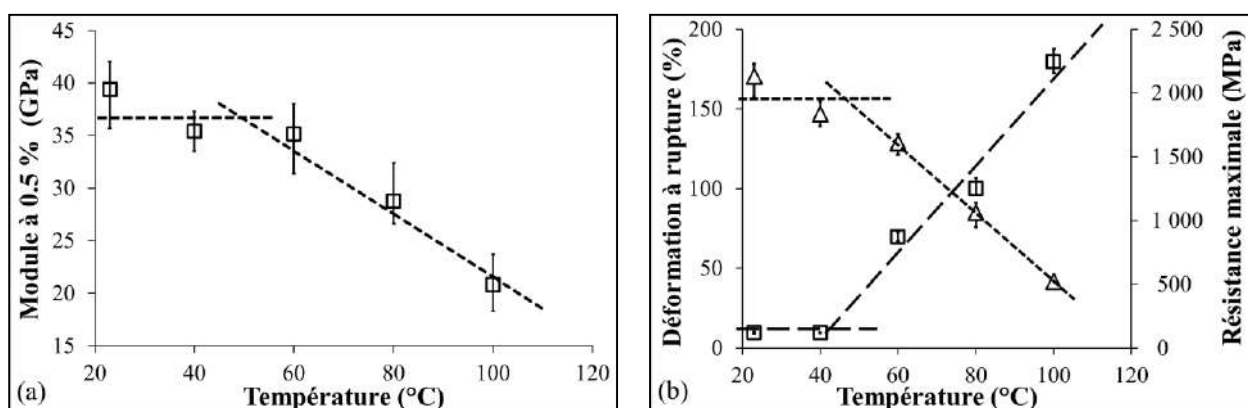 45
40
35
30
25
20
15
20 40 60 80 100 120
Module à 0.5 % (GPa)
Température (°C)
(a)
200
150
100
50
0
20 40 60 80 100 120
2 500
2 000
1 500
1 000
500
0
Déformation à rupture (%)
Résistance maximale (MPa)
Température (°C)
(b)